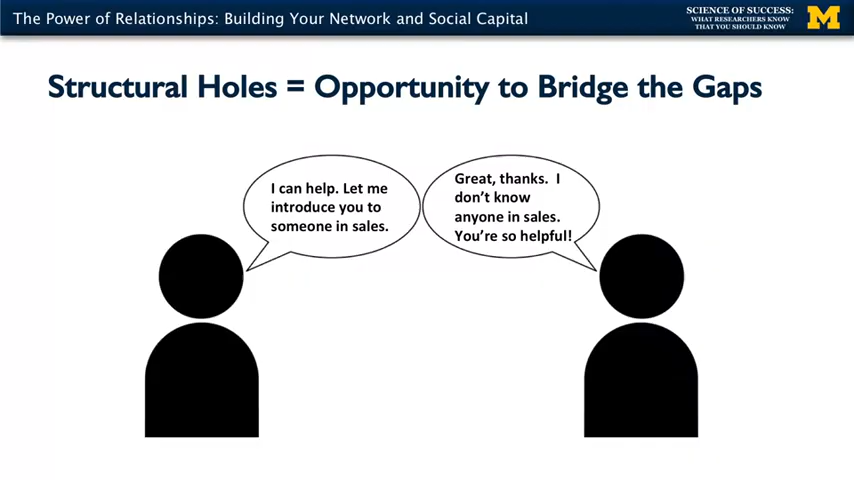 The Power of Relationships: Building Your Network and Social Capital
SCIENCE OF SUCCESS:
WHAT RESEARCHERS KNOW
THAT YOU SHOULD KNOW
M
Structural Holes = Opportunity to Bridge the Gaps
I can help. Let me
introduce you to
someone in sales.
Great, thanks.  I
don't know
anyone in sales.
You're so helpful!